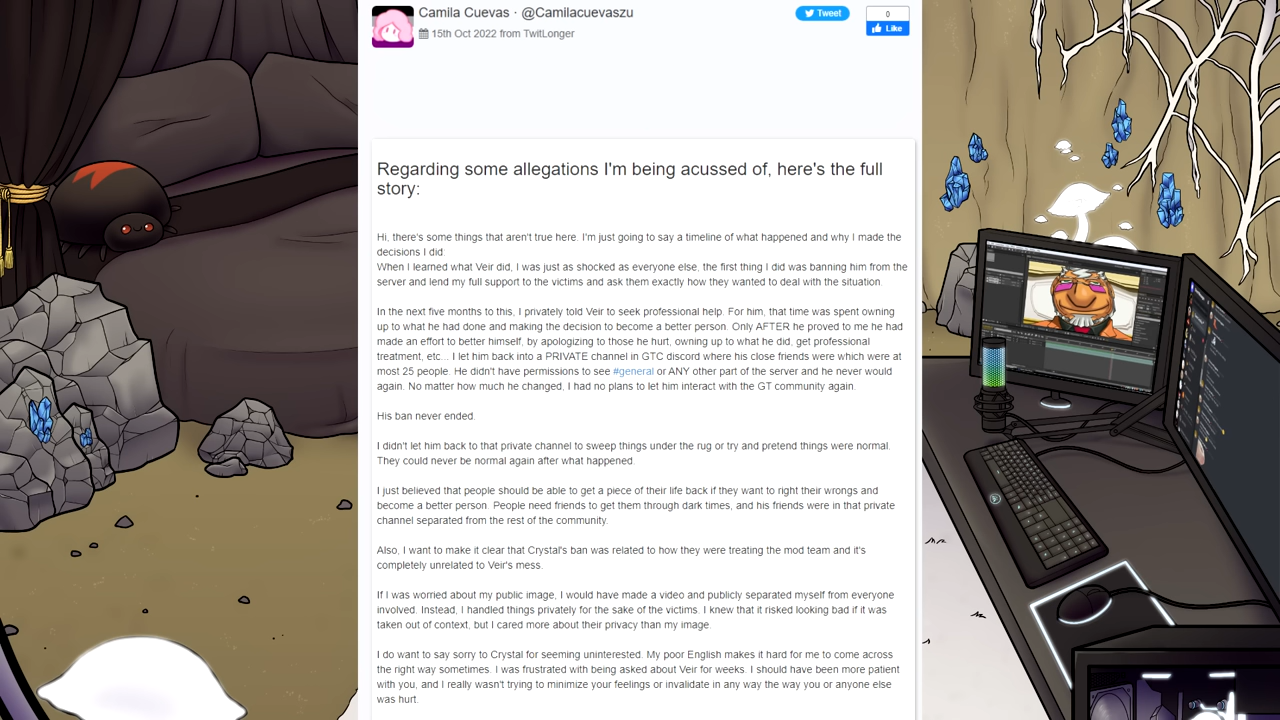 Camila Cuevas · @Camilacuevaszu
Tweet
0
15th Oct 2022 from TwitLonger
Like
Regarding some allegations I'm being acussed of, here's the full
story:
Hi, there's some things that aren't true here. I'm just going to say a timeline of what happened and why I made the
decisions I did.
When I learned what Veir did, I was just as shocked as everyone else, the first thing I did was banning him from the
server and lend my full support to the victims and ask them exactly how they wanted to deal with the situation.
In the next five months to this, I privately told Veir to seek professional help. For him, that time was spent owning
up to what he had done and making the decision to become a better person. Only AFTER he proved to me he had
made an effort to better himself, by apologizing to those he hurt, owning up to what he did, get professional
treatment, etc... I let him back into a PRIVATE channel in GTC discord where his close friends were which were at
most 25 people. He didn't have permissions to see #general or ANY other part of the server and he never would
again. No matter how much he changed, I had no plans to let him interact with the GT community again.
His ban never ended.
I didn't let him back to that private channel to sweep things under the rug or try and pretend things were normal.
They could never be normal again after what happened.
I just believed that people should be able to get a piece of their life back if they want to right their wrongs and
become a better person. People need friends to get them through dark times, and his friends were in that private
channel separated from the rest of the community.
Also, I want to make it clear that Crystal's ban was related to how they were treating the mod team and it's
completely unrelated to Veir's mess.
If I was worried about my public image, I would have made a video and publicly separated myself from everyone
involved. Instead, I handled things privately for the sake of the victims. I knew that it risked looking bad if it was
taken out of context, but I cared more about their privacy than my image.
I do want to say sorry to Crystal for seeming uninterested. My poor English makes it hard for me to come across
the right way sometimes. I was frustrated with being asked about Veir for weeks. I should have been more patient
with you, and I really wasn't trying to minimize your feelings or invalidate in any way the way you or anyone else
was hurt.